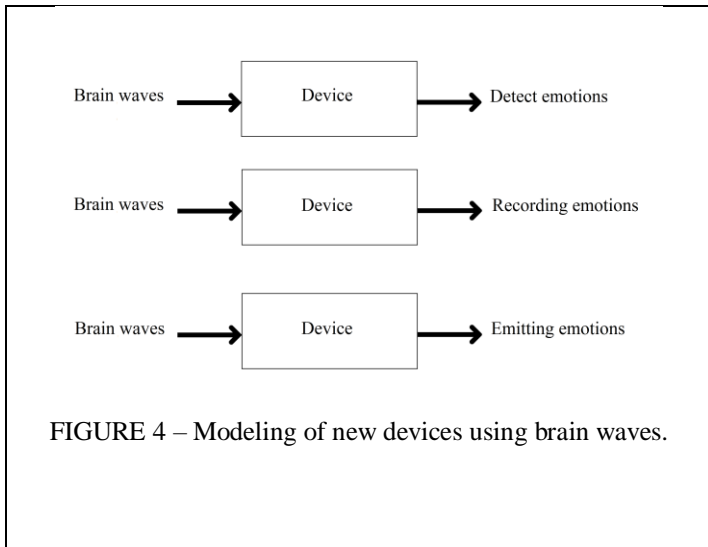 Brain waves Device Detect emotions
Brain waves Device Recording emotions
Brain waves Device Emitting emotions
FIGURE 4 – Modeling of new devices using brain waves.